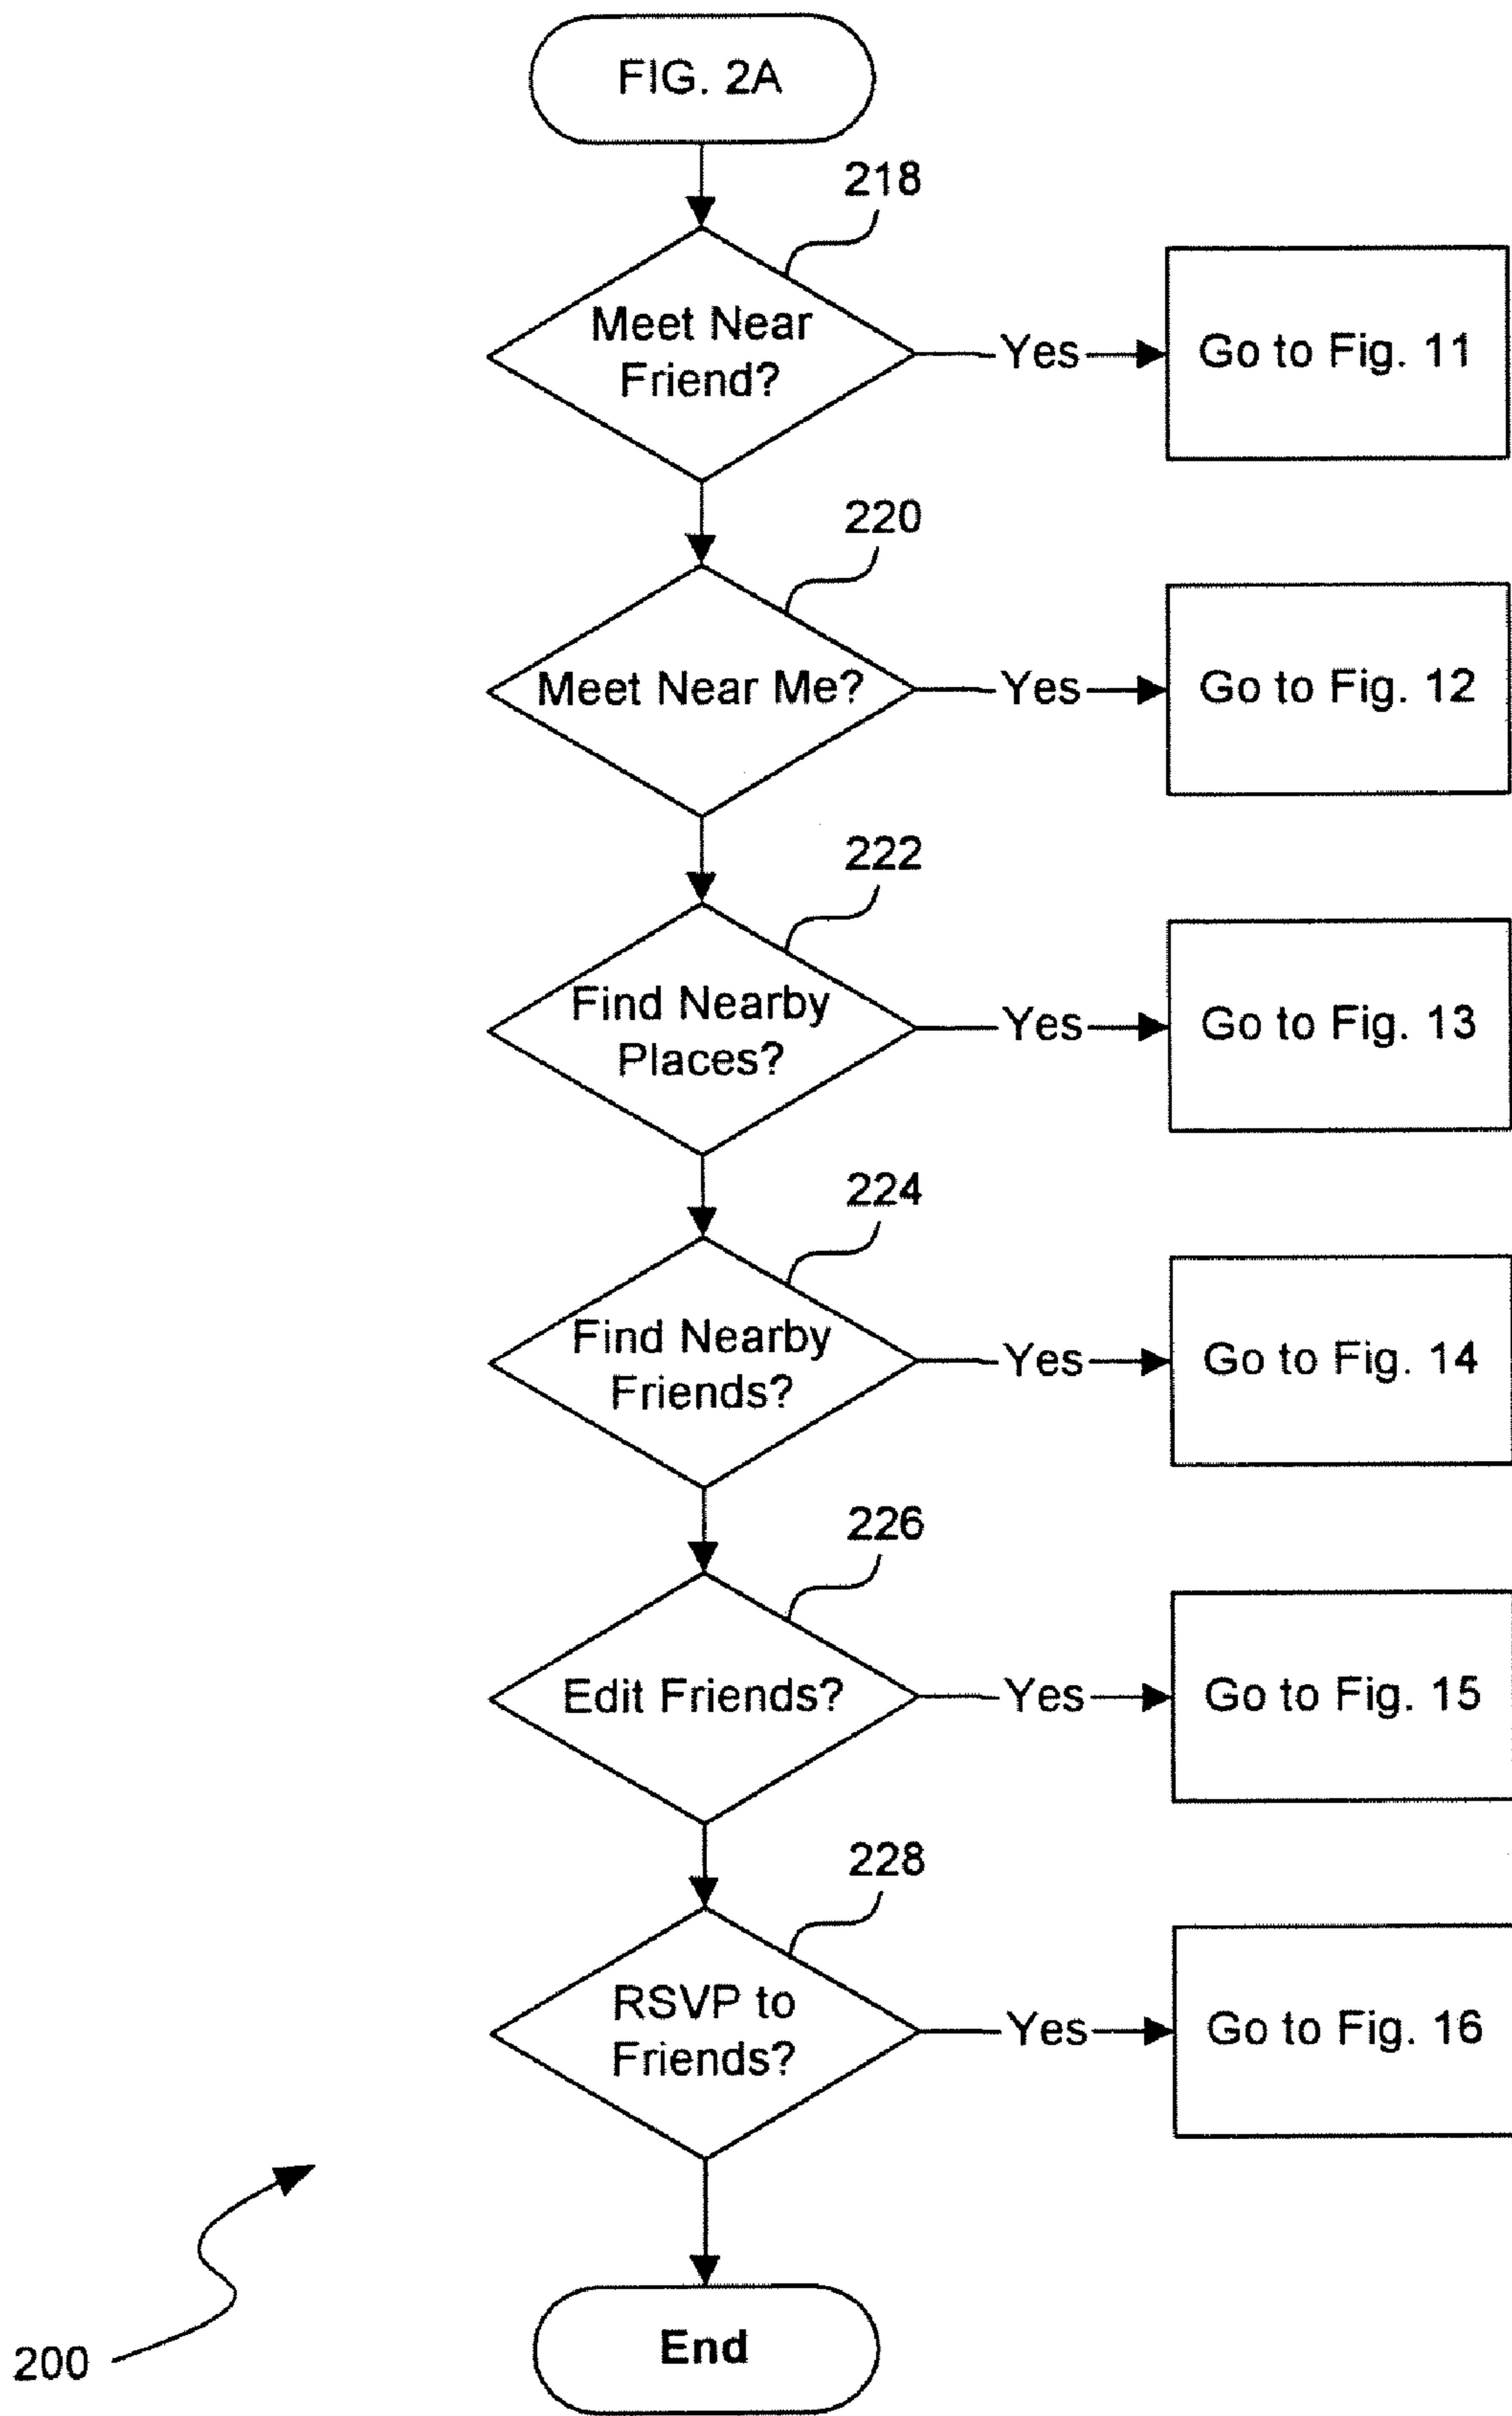 FIG. 2A
218
Meet Near
Friend?
Yes
Go to Fig. 11
220
Meet Near Me?
Yes
Go to Fig. 12
222
Find Nearby
Places?
Yes
Go to Fig. 13
224
Find Nearby
Friends?
Yes
Go to Fig. 14
226
Edit Friends?
Yes
Go to Fig. 15
228
RSVP to
Friends?
Yes
Go to Fig. 16
200
End